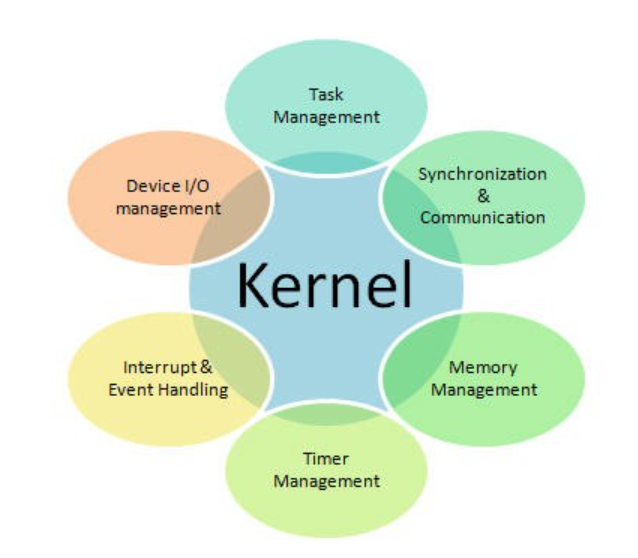 Task
Management
Synchronization
&
Communication
Device I/O
management
Kernel
Memory
Management
Interrupt &
Event Handling
Timer
Management